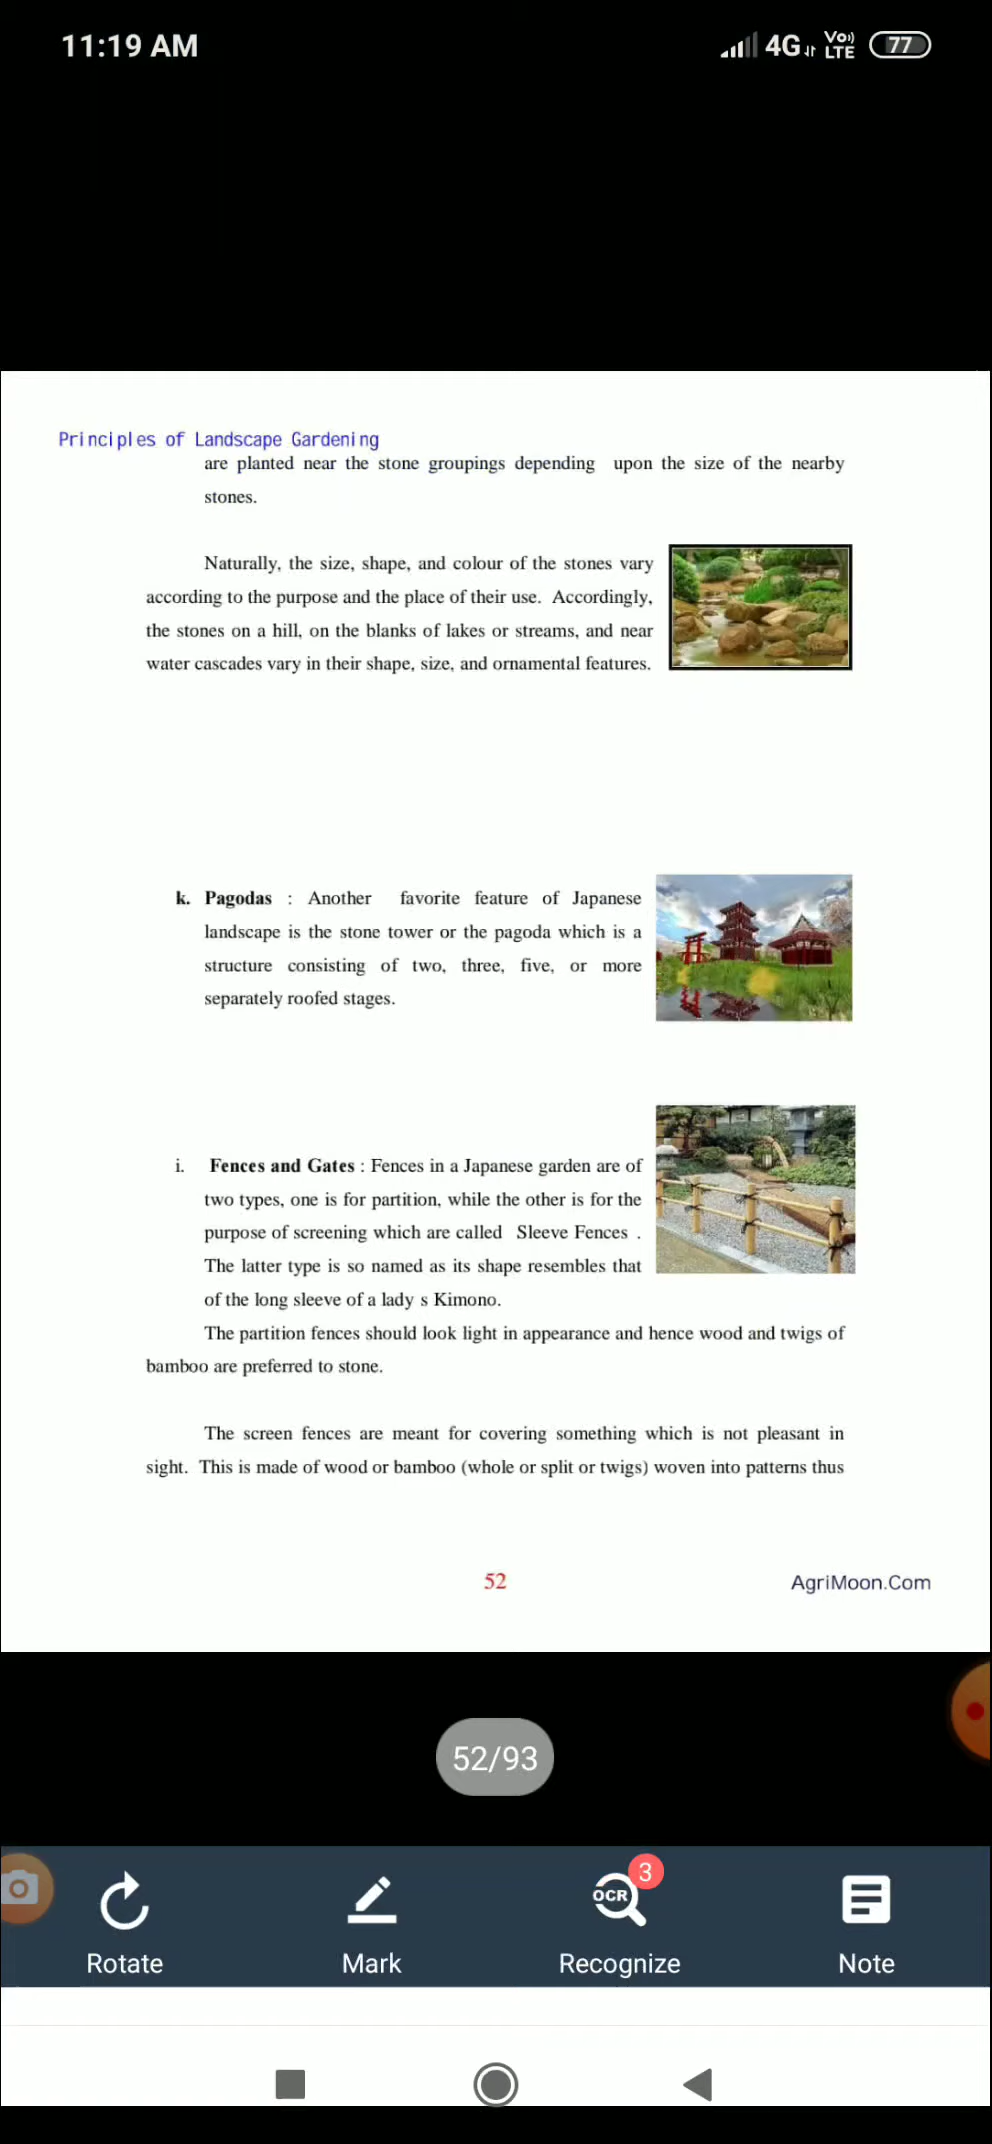 11:19 AM
4G Vo)) LTE 77
Principles of Landscape Gardening
are planted near the stone groupings depending upon the size of the nearby
stones.
Naturally, the size, shape, and colour of the stones vary
according to the purpose and the place of their use. Accordingly,
the stones on a hill, on the blanks of lakes or streams, and near
water cascades vary in their shape, size, and ornamental features.
k. Pagodas : Another favorite feature of Japanese
landscape is the stone tower or the pagoda which is a
structure consisting of two, three, five, or more
separately roofed stages.
i. Fences and Gates : Fences in a Japanese garden are of
two types, one is for partition, while the other is for the
purpose of screening which are called Sleeve Fences .
The latter type is so named as its shape resembles that
of the long sleeve of a lady s Kimono.
The partition fences should look light in appearance and hence wood and twigs of
bamboo are preferred to stone.
The screen fences are meant for covering something which is not pleasant in
sight. This is made of wood or bamboo (whole or split or twigs) woven into patterns thus
52
AgriMoon.Com
52/93
OCR 3
Rotate Mark Recognize Note